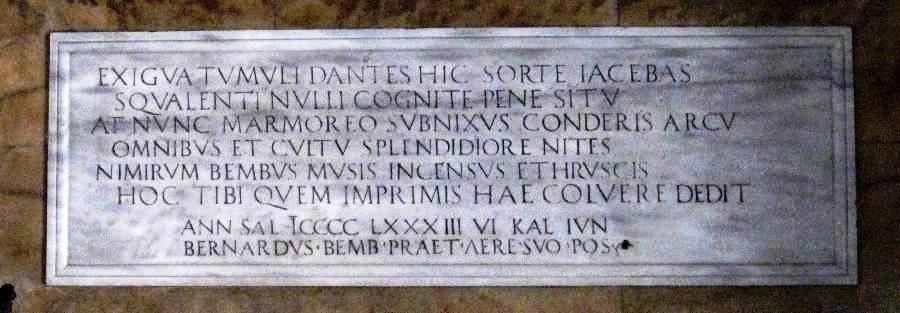 EXIGVA TVMVLI DANTES HIC SORTE IACEBAS
SQVALENTI NVLLI COGNITE PENE SITV
AT NVNC MARMOREO SVBNIXVS CONDERIS ARCV
OMNIBVS ET CVLTV SPLENDIDIORE NITES
NIMIRVM BEMBVS MVSIS INCENSVS ETHRVSCIS
HOC TIBI QVEM IMPRIMIS HAE COLVERE DEDIT
ANN SAL ICCCC LXXXIII VI KAL IVN
BERNARDVS·BEMB·PRAET·AERE·SVO·POS